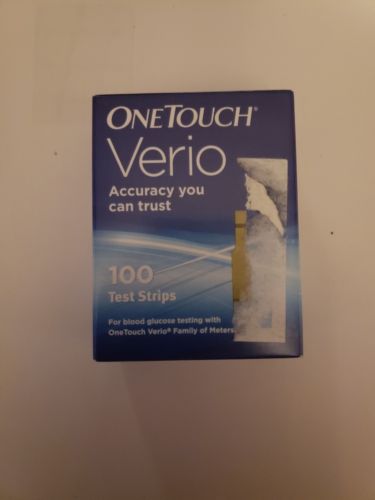 ONETOUCH®
Verio
Accuracy you
can trust
100
Test Strips
For blood glucose testing with
OneTouch Verio® Family of Meters